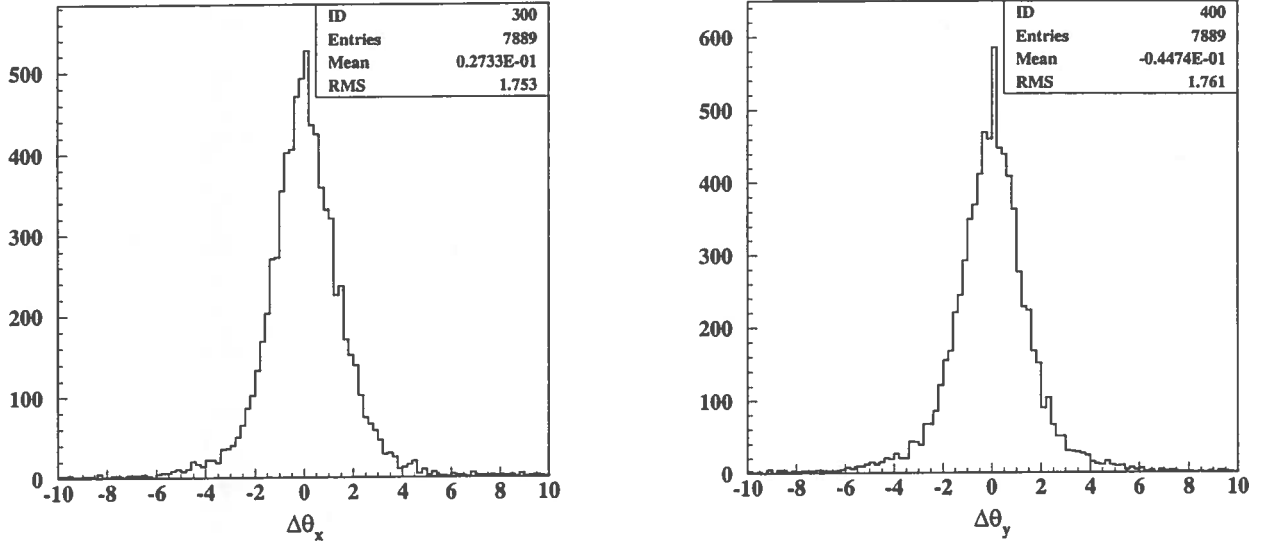 ID 300
Entries 7889
Mean 0.2733E-01
RMS 1.753
500
400
300
200
100
0
-10 -8 -6 -4 -2 0 2 4 6 8 10
Δθx
ID 400
Entries 7889
Mean -0.4474E-01
RMS 1.761
600
500
400
300
200
100
0
-10 -8 -6 -4 -2 0 2 4 6 8 10
Δθy